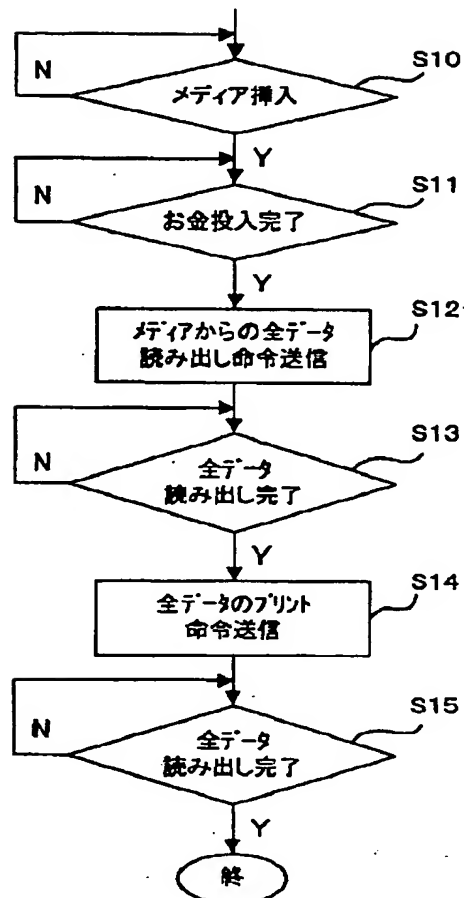 S10
N
メディア挿入
Y
S11
N
お金投入完了
Y
S12
メディアからの全データ
読み出し命令送信
S13
N
全データ
読み出し完了
Y
S14
全データのプリント
命令送信
S15
N
全データ
読み出し完了
Y
終